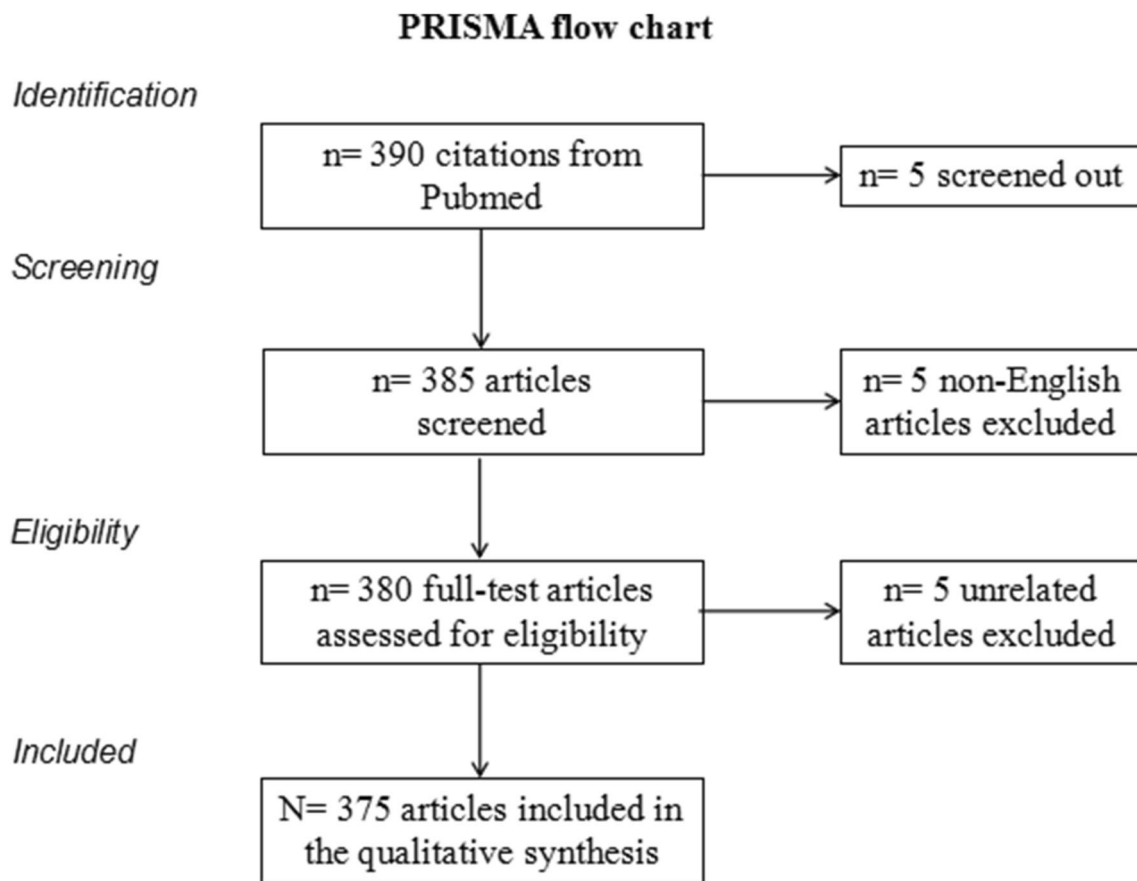 PRISMA flow chart
Identification
n= 390 citations from
Pubmed
n= 5 screened out
Screening
n= 385 articles
screened
n= 5 non-English
articles excluded
Eligibility
n= 380 full-test articles
assessed for eligibility
n= 5 unrelated
articles excluded
Included
N= 375 articles included in
the qualitative synthesis